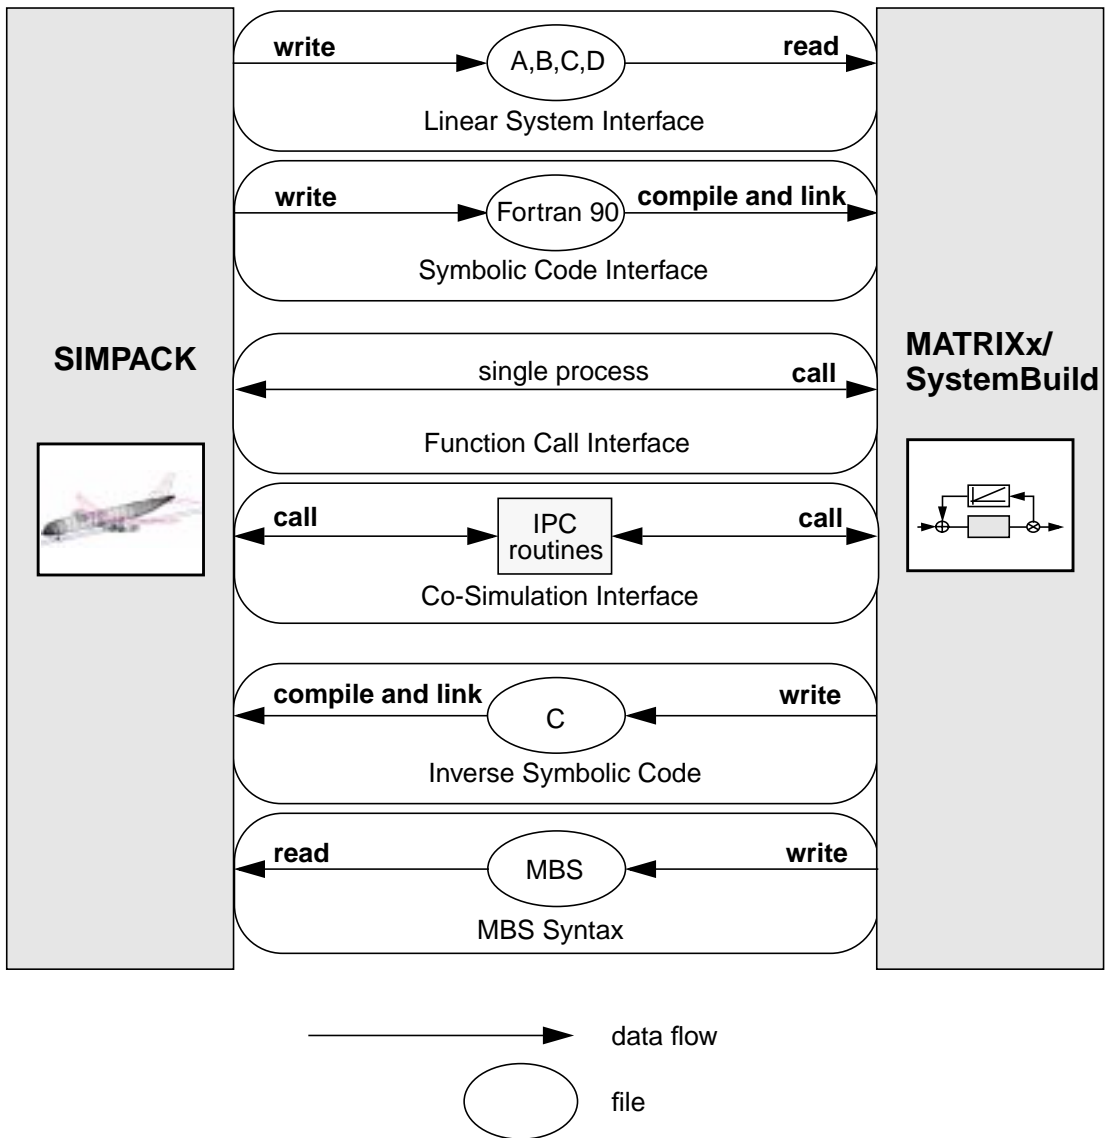 write
A,B,C,D
read
Linear System Interface
write
Fortran 90
compile and link
Symbolic Code Interface
SIMPACK
single process
call
Function Call Interface
MATRIXx/
SystemBuild
call
IPC
routines
call
Co-Simulation Interface
compile and link
C
write
Inverse Symbolic Code
read
MBS
write
MBS Syntax
data flow
file